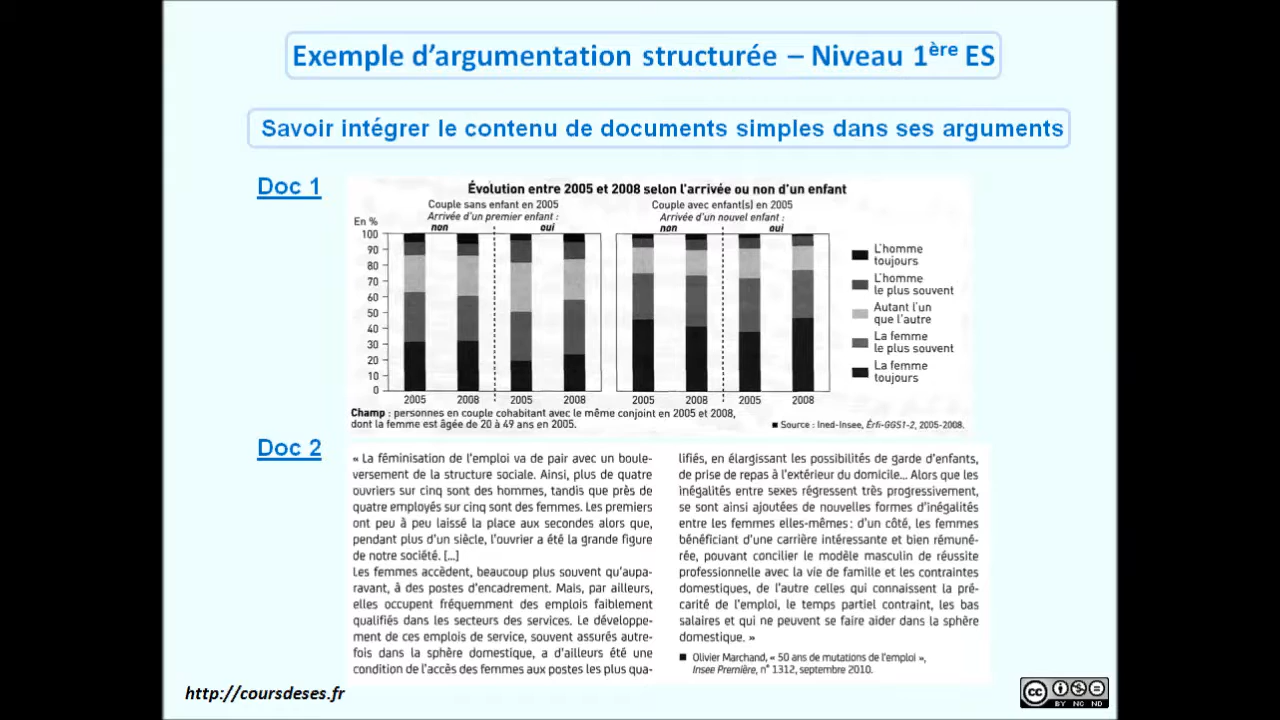 Exemple d'argumentation structurée – Niveau 1ère ES
Savoir intégrer le contenu de documents simples dans ses arguments
Doc 1
Évolution entre 2005 et 2008 selon l'arrivée ou non d'un enfant
Couple sans enfant en 2005
Arrivée d'un premier enfant :
non
oui
Couple avec enfant(s) en 2005
Arrivée d'un nouvel enfant :
non
oui
En %
100
90
80
70
60
50
40
30
20
10
0
2005 2008 2005 2008 2005 2008 2005 2008
L'homme
toujours
L'homme
le plus souvent
Autant l'un
que l'autre
La femme
le plus souvent
La femme
toujours
Champ : personnes en couple cohabitant avec le même conjoint en 2005 et 2008,
dont la femme est âgée de 20 à 49 ans en 2005.
■ Source : Ined-Insee, Érfi-GGS1-2, 2005-2008.
Doc 2
« La féminisation de l'emploi va de pair avec un boule-
versement de la structure sociale. Ainsi, plus de quatre
ouvriers sur cinq sont des hommes, tandis que près de
quatre employés sur cinq sont des femmes. Les premiers
ont peu à peu laissé la place aux secondes alors que,
pendant plus d'un siècle, l'ouvrier a été la grande figure
de notre société. [...]
Les femmes accèdent, beaucoup plus souvent qu'aupa-
ravant, à des postes d'encadrement. Mais, par ailleurs,
elles occupent fréquemment des emplois faiblement
qualifiés dans les secteurs des services. Le développe-
ment de ces emplois de service, souvent assurés autre-
fois dans la sphère domestique, a d'ailleurs été une
condition de l'accès des femmes aux postes les plus qua-
lifiés, en élargissant les possibilités de garde d'enfants,
de prise de repas à l'extérieur du domicile... Alors que les
inégalités entre sexes régressent très progressivement,
se sont ainsi ajoutées de nouvelles formes d'inégalités
entre les femmes elles-mêmes : d'un côté, les femmes
bénéficiant d'une carrière intéressante et bien rémuné-
rée, pouvant concilier le modèle masculin de réussite
professionnelle avec la vie de famille et les contraintes
domestiques, de l'autre celles qui connaissent la pré-
carité de l'emploi, le temps partiel contraint, les bas
salaires et qui ne peuvent se faire aider dans la sphère
domestique. »
■ Olivier Marchand, « 50 ans de mutations de l'emploi »,
Insee Première, n° 1312, septembre 2010.
http://coursdeses.fr
cc
BY NC ND